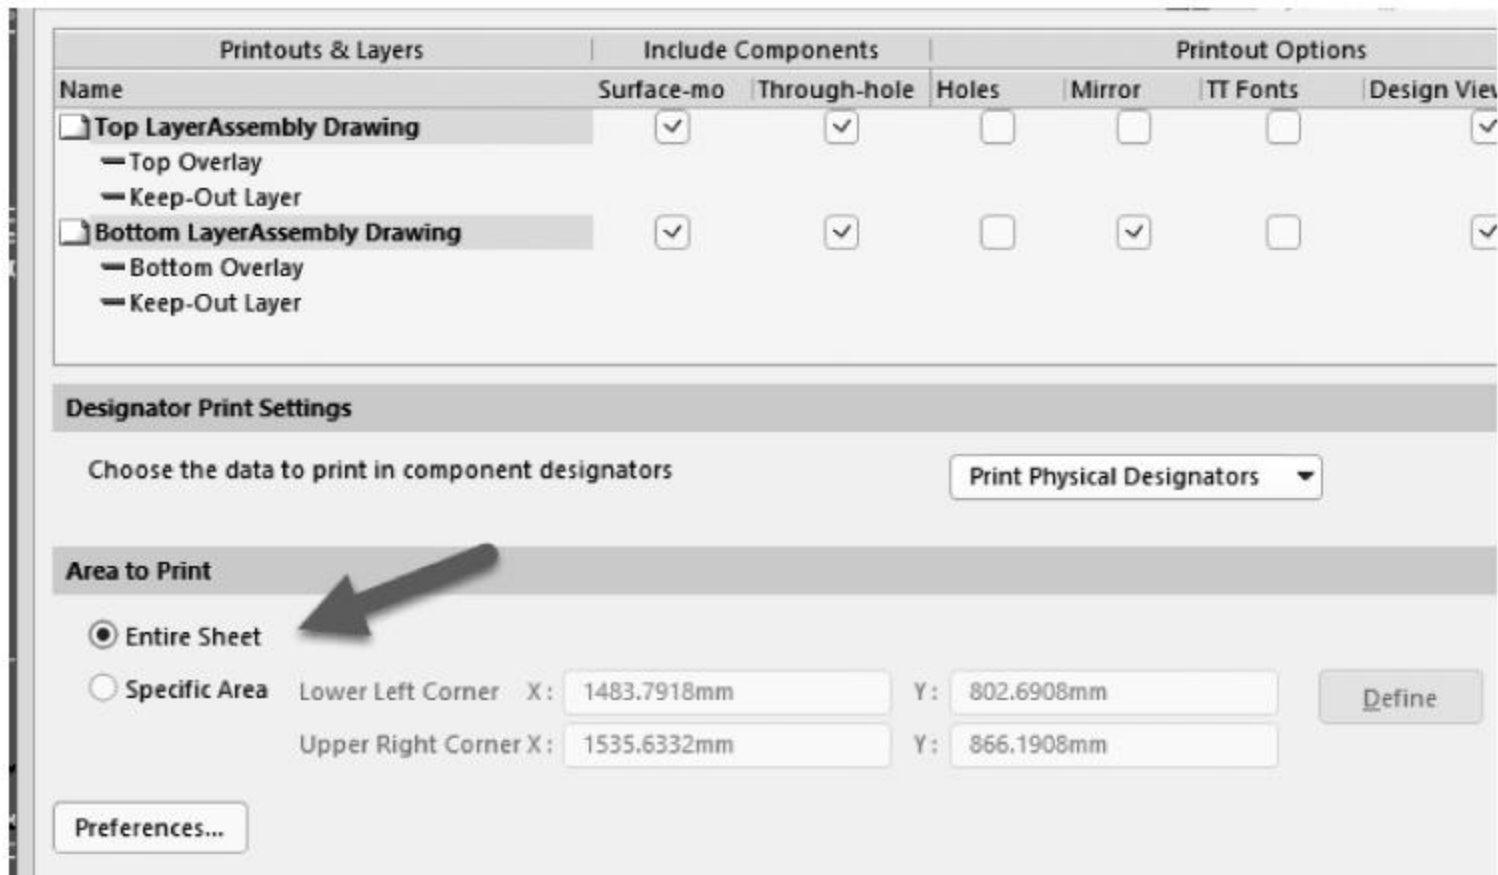 Printouts & Layers Include Components Printout Options
Name Surface-mo Through-hole Holes Mirror TT Fonts Design View
Top LayerAssembly Drawing
Top Overlay
Keep-Out Layer
Bottom LayerAssembly Drawing
Bottom Overlay
Keep-Out Layer
Designator Print Settings
Choose the data to print in component designators Print Physical Designators
Area to Print
Entire Sheet
Specific Area Lower Left Corner X: 1483.7918mm Y: 802.6908mm Define
Upper Right Corner X: 1535.6332mm Y: 866.1908mm
Preferences...